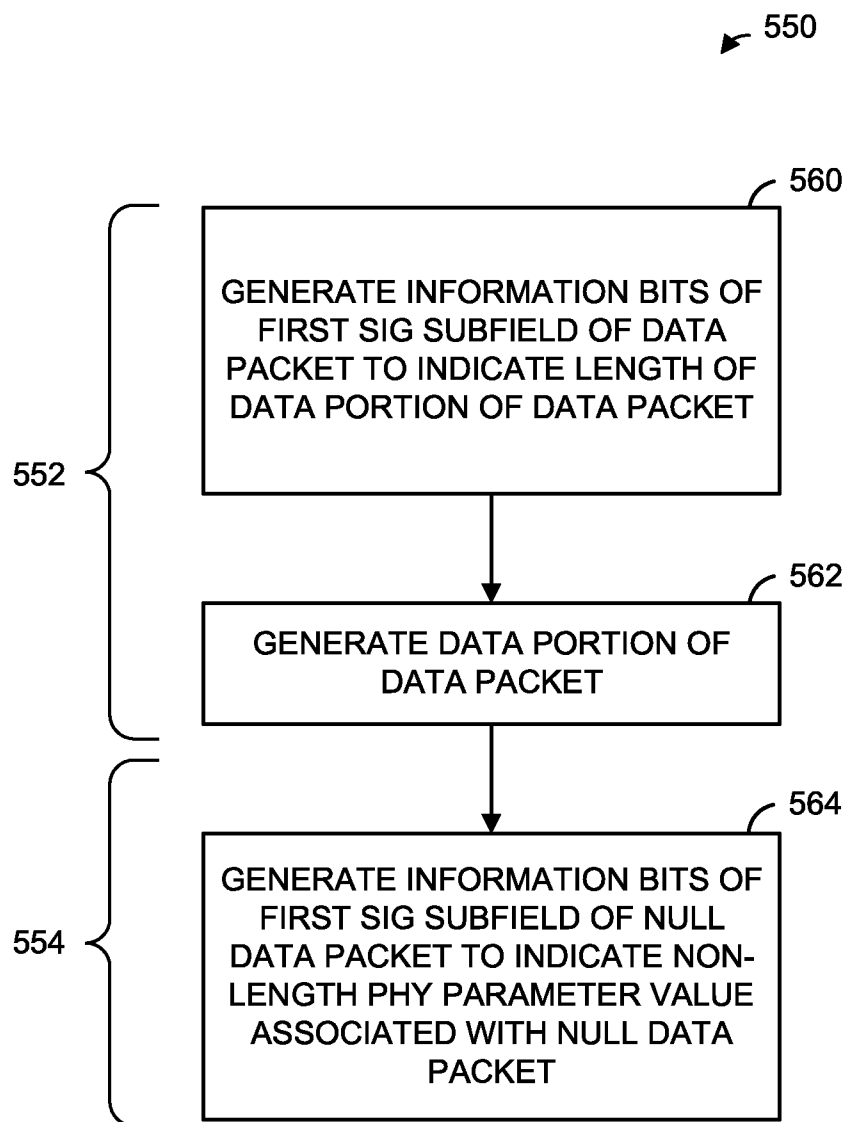 550
560
GENERATE INFORMATION BITS OF
FIRST SIG SUBFIELD OF DATA
PACKET TO INDICATE LENGTH OF
DATA PORTION OF DATA PACKET
552
562
GENERATE DATA PORTION OF
DATA PACKET
564
GENERATE INFORMATION BITS OF
FIRST SIG SUBFIELD OF NULL
DATA PACKET TO INDICATE NON-
LENGTH PHY PARAMETER VALUE
ASSOCIATED WITH NULL DATA
PACKET
554